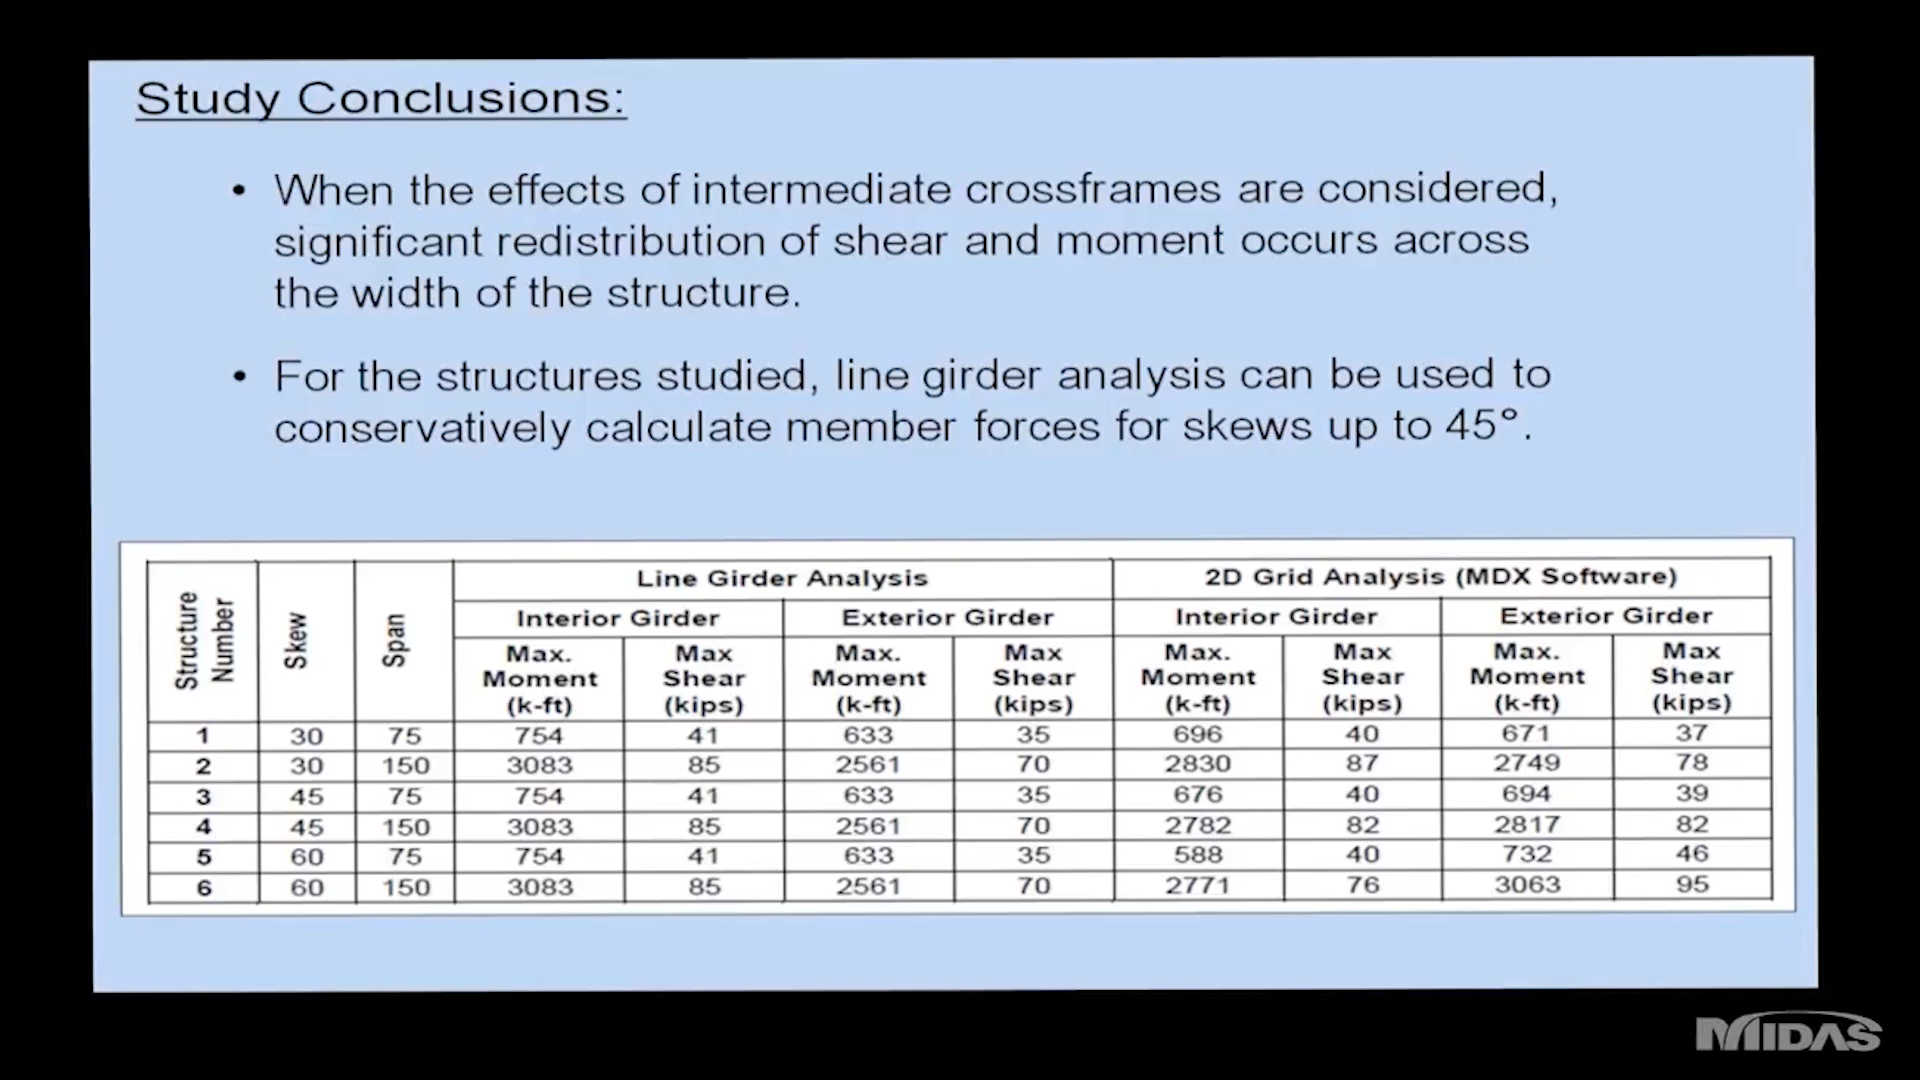 Study Conclusions:
• When the effects of intermediate crossframes are considered,
significant redistribution of shear and moment occurs across
the width of the structure.
• For the structures studied, line girder analysis can be used to
conservatively calculate member forces for skews up to 45°.
Structure Number Skew Span Line Girder Analysis 2D Grid Analysis (MDX Software)
Interior Girder Exterior Girder Interior Girder Exterior Girder
Max. Moment (k-ft) Max Shear (kips) Max. Moment (k-ft) Max Shear (kips) Max. Moment (k-ft) Max Shear (kips) Max. Moment (k-ft) Max Shear (kips)
1 30 75 754 41 633 35 696 40 671 37
2 30 150 3083 85 2561 70 2830 87 2749 78
3 45 75 754 41 633 35 676 40 694 39
4 45 150 3083 85 2561 70 2782 82 2817 82
5 60 75 754 41 633 35 588 40 732 46
6 60 150 3083 85 2561 70 2771 76 3063 95
MIDAS